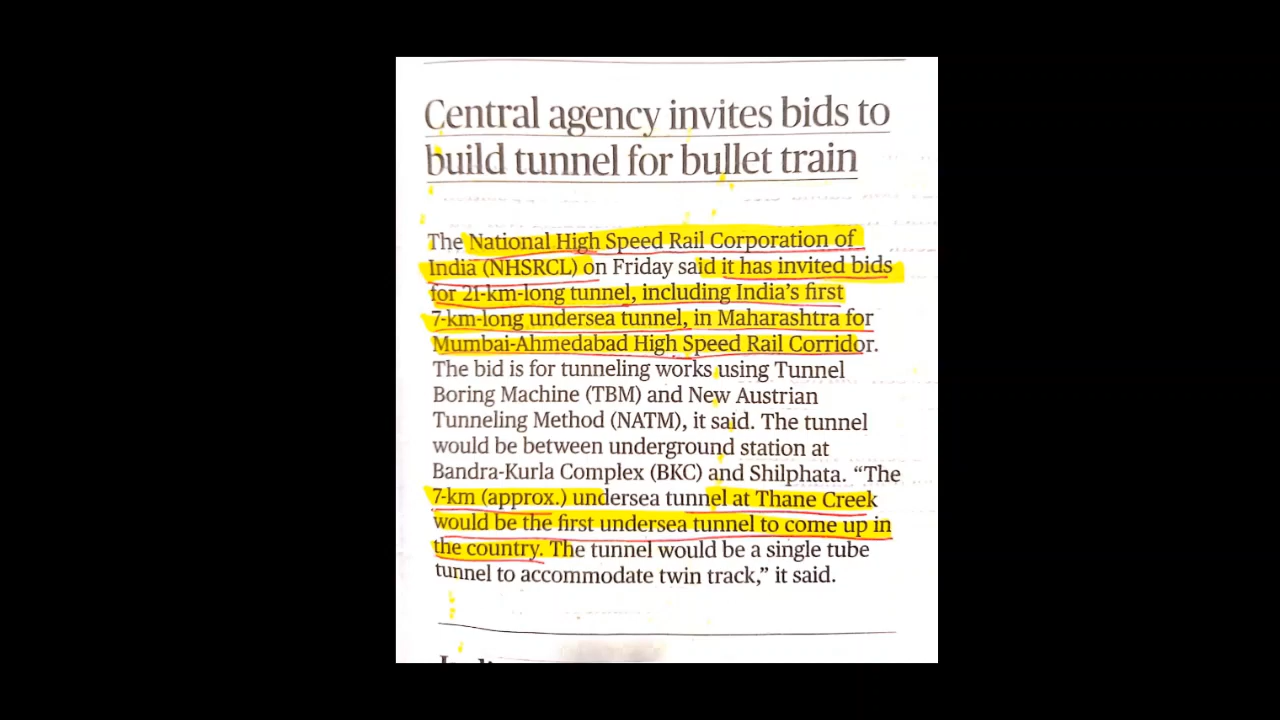 Central agency invites bids to
build tunnel for bullet train
The National High Speed Rail Corporation of
India (NHSRCL) on Friday said it has invited bids
for 21-km-long tunnel, including India's first
7-km-long undersea tunnel, in Maharashtra for
Mumbai-Ahmedabad High Speed Rail Corridor.
The bid is for tunneling works using Tunnel
Boring Machine (TBM) and New Austrian
Tunneling Method (NATM), it said. The tunnel
would be between underground station at
Bandra-Kurla Complex (BKC) and Shilphata. “The
7-km (approx.) undersea tunnel at Thane Creek
would be the first undersea tunnel to come up in
the country. The tunnel would be a single tube
tunnel to accommodate twin track,” it said.